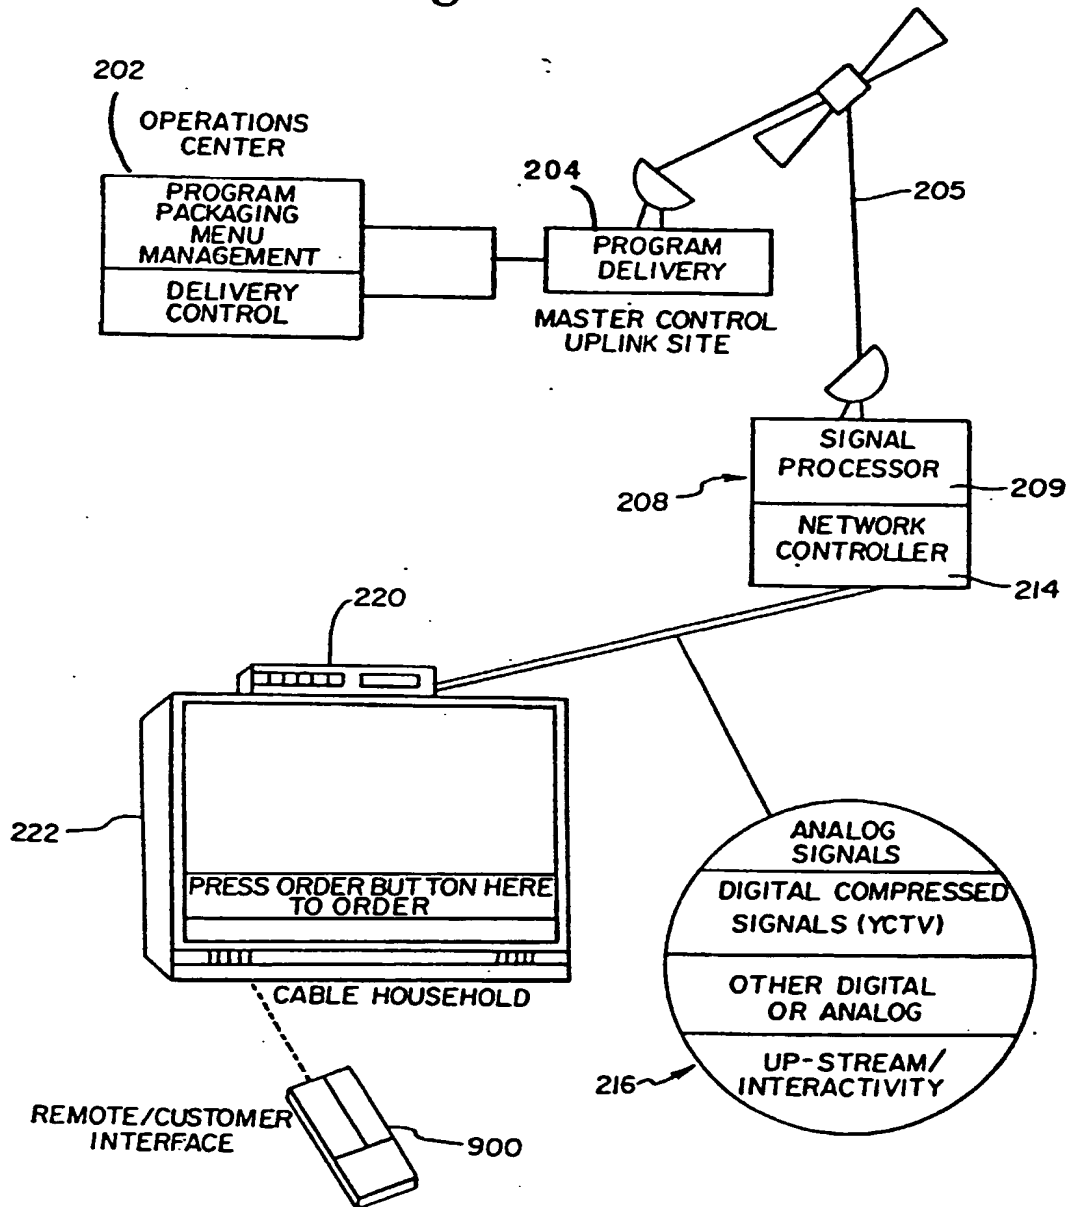 g
202
OPERATIONS
CENTER
PROGRAM
PACKAGING
MENU
MANAGEMENT
DELIVERY
CONTROL
204
PROGRAM
DELIVERY
MASTER CONTROL
UPLINK SITE
205
SIGNAL
PROCESSOR
208
209
NETWORK
CONTROLLER
214
220
222
PRESS ORDER BUT TON HERE
TO ORDER
CABLE HOUSEHOLD
ANALOG
SIGNALS
DIGITAL COMPRESSED
SIGNALS (YCTV)
OTHER DIGITAL
OR ANALOG
UP-STREAM/
INTERACTIVITY
216
REMOTE/CUSTOMER
INTERFACE
900